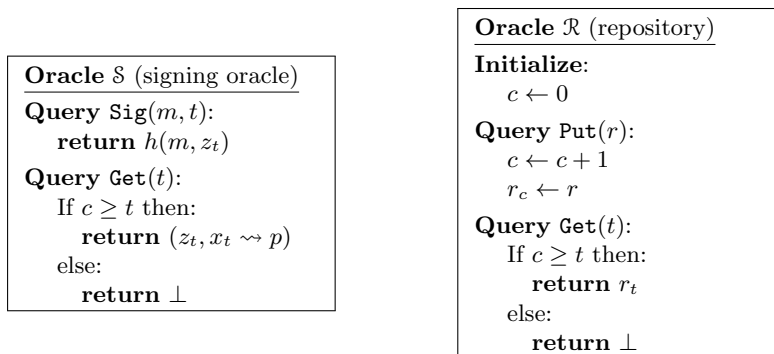 Oracle 𝒮 (signing oracle)
Query Sig(m, t):
return h(m, z_t)
Query Get(t):
If c ≥ t then:
return (z_t, x_t ⇝ p)
else:
return ⊥
Oracle ℛ (repository)
Initialize:
c ← 0
Query Put(r):
c ← c + 1
r_c ← r
Query Get(t):
If c ≥ t then:
return r_t
else:
return ⊥